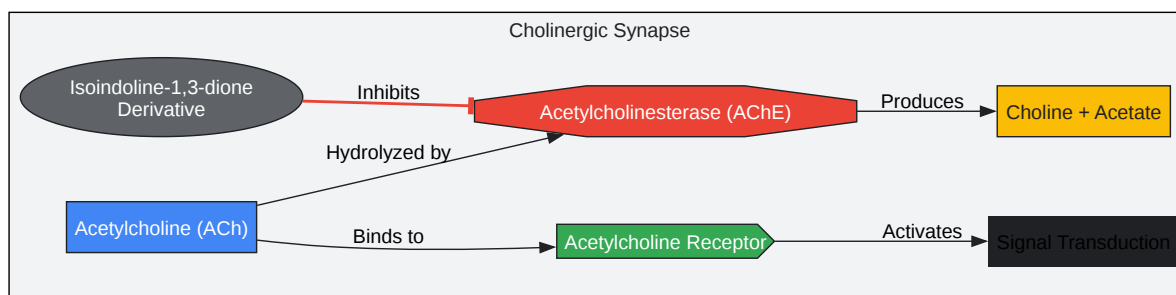 Cholinergic Synapse
Isoindoline-1,3-dione
Derivative
Inhibits
Acetylcholinesterase (AChE)
Produces
Choline + Acetate
Hydrolyzed by
Acetylcholine (ACh)
Binds to
Acetylcholine Receptor
Activates
Signal Transduction